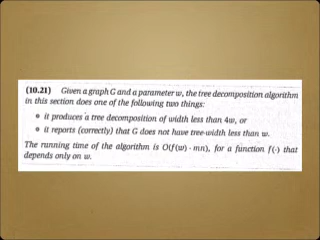 (10.21) Given a graph G and a parameter w, the tree decomposition algorithm
in this section does one of the following two things:
• it produces a tree decomposition of width less than 4w, or
• it reports (correctly) that G does not have tree-width less than w.
The running time of the algorithm is O(f(w) · mn), for a function f(·) that
depends only on w.